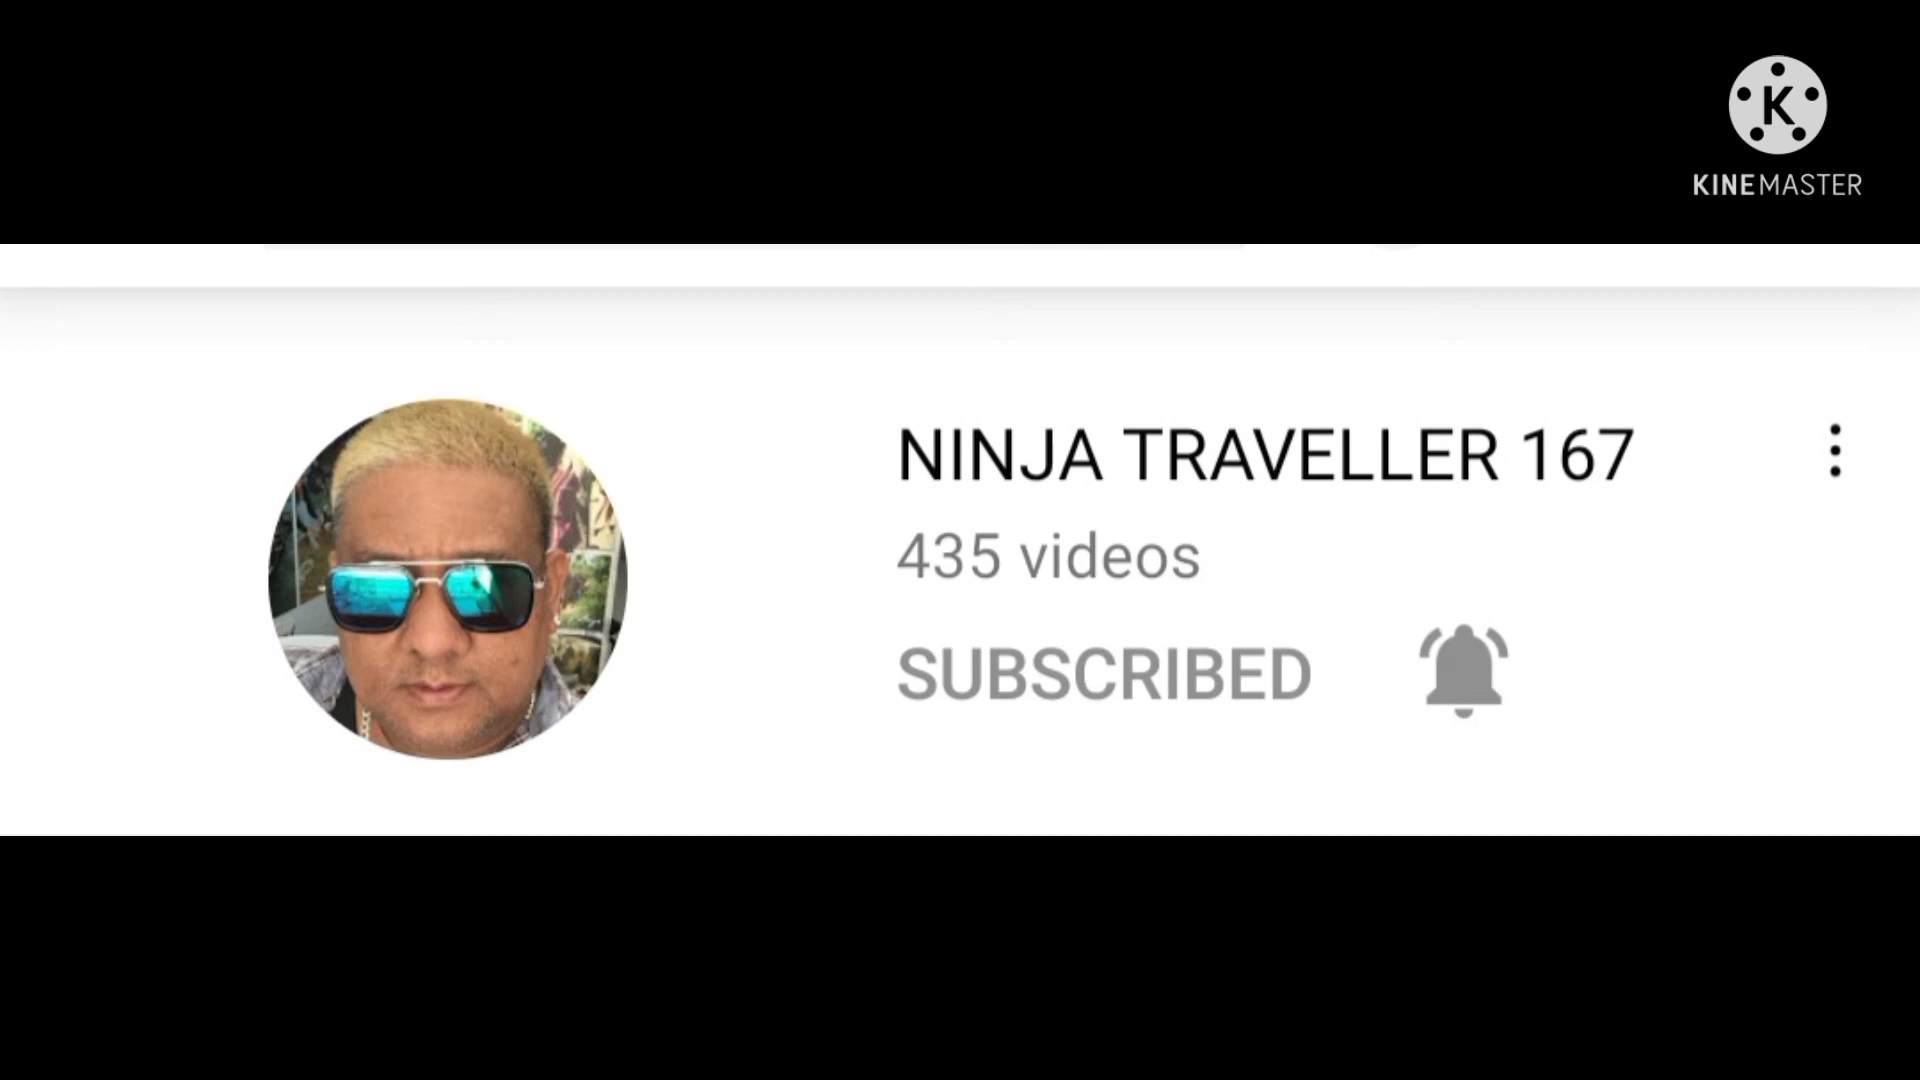 K
KINEMASTER
NINJA TRAVELLER 167
435 videos
SUBSCRIBED